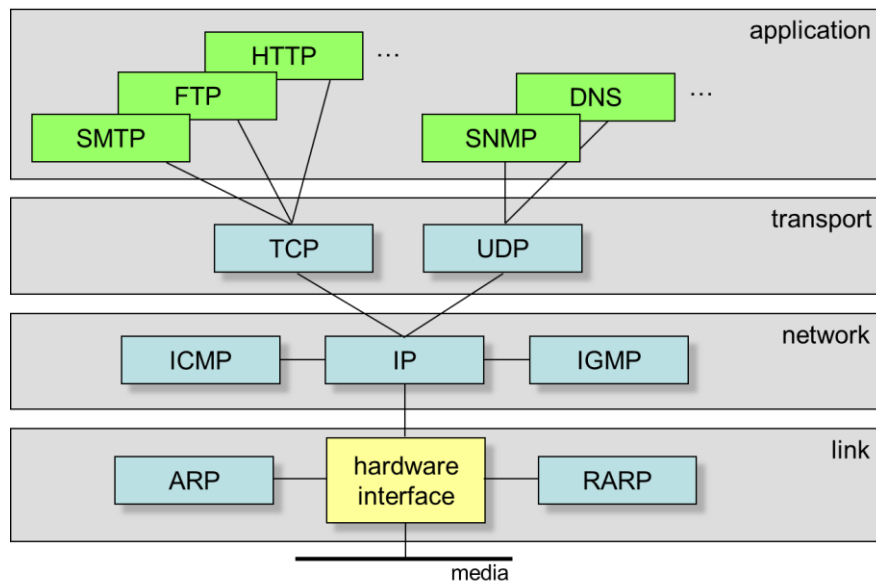 application
HTTP
...
FTP
DNS
...
SMTP
SNMP
transport
TCP
UDP
network
ICMP
IP
IGMP
link
ARP
hardware
interface
RARP
media